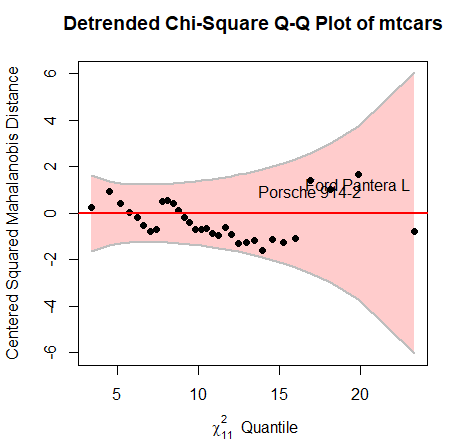 Detrended Chi-Square Q-Q Plot of mtcars
Centered Squared Mahalanobis Distance
6
4
2
0
-2
-4
-6
Ford Pantera L
Porsche 914-2
5 10 15 20
χ²₁₁ Quantile